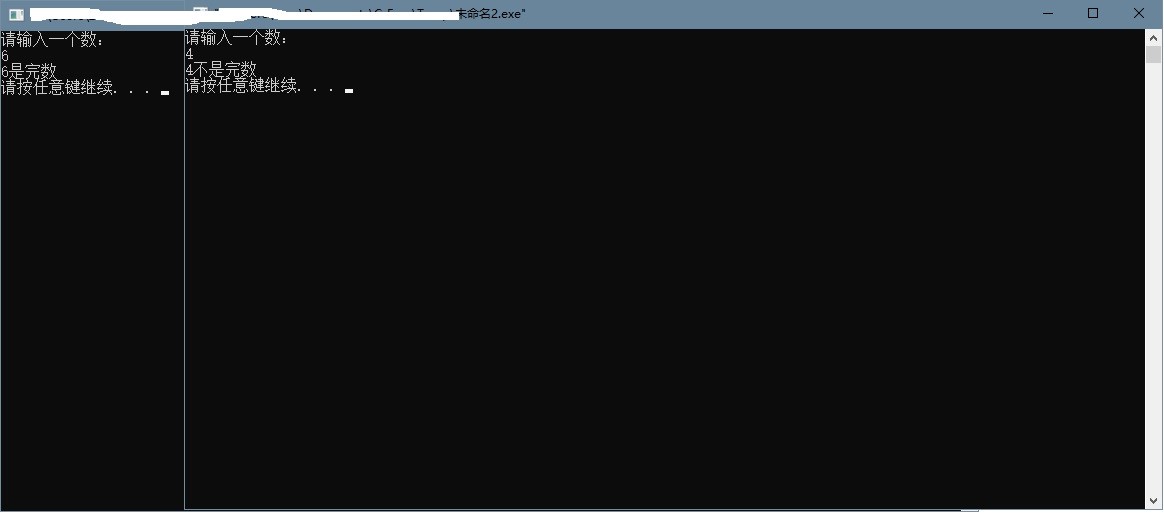 未命名2.exe"
请输入一个数:
6
6是完数
请按任意键继续. . .
请输入一个数:
4
4不是完数
请按任意键继续. . .